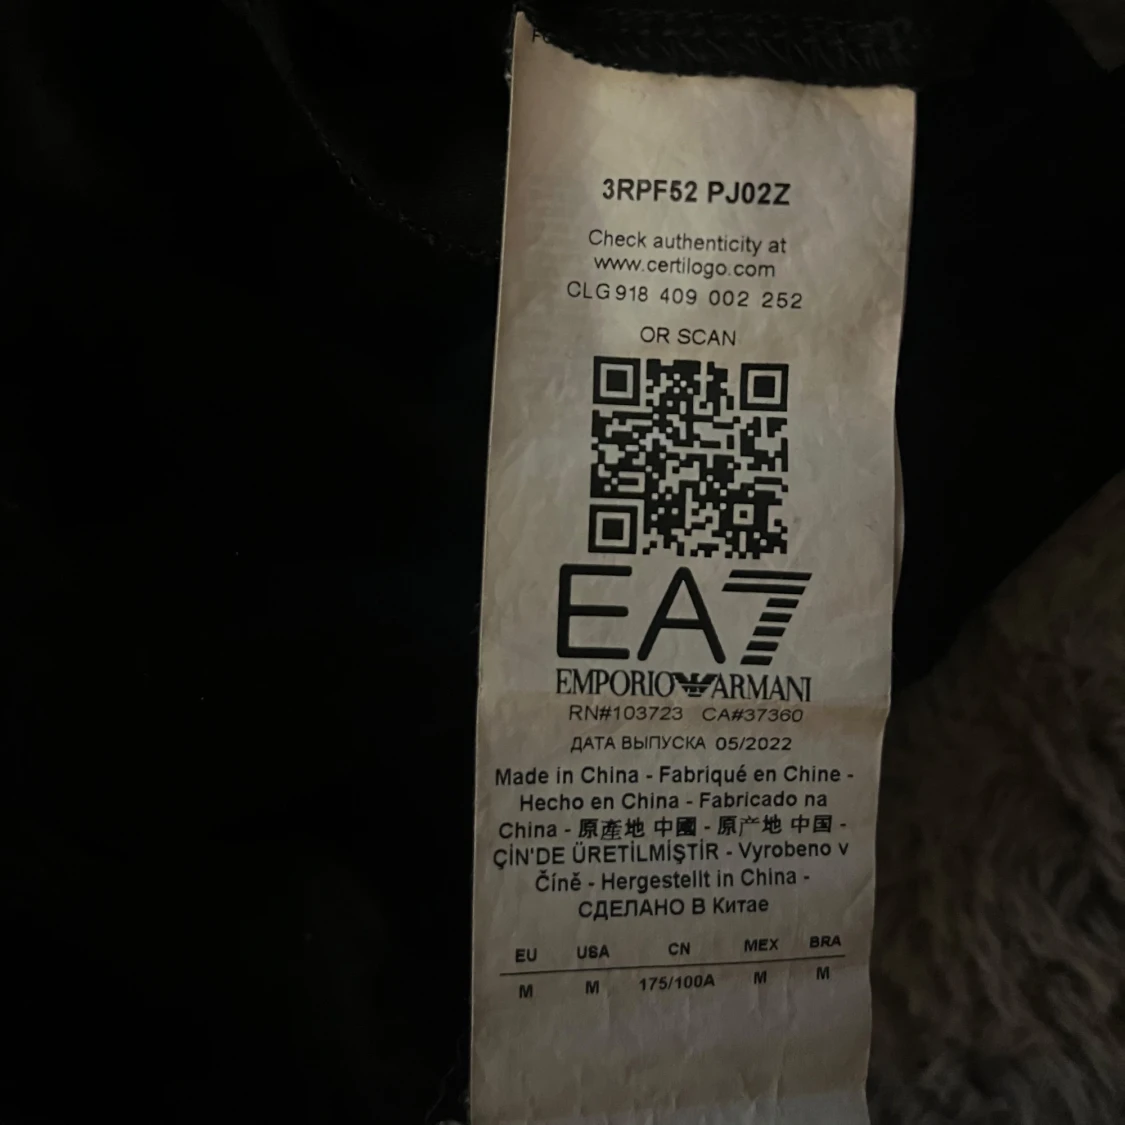 3RPF52 PJ02Z
Check authenticity at
www.certilogo.com
CLG 918 409 002 252
OR SCAN
EA7
EMPORIO ARMANI
RN#103723 CA#37360
ДАТА ВЫПУСКА 05/2022
Made in China - Fabriqué en Chine -
Hecho en China - Fabricado na
China - 原產地 中國 - 原产地 中国 -
ÇİN'DE ÜRETİLMİŞTİR - Vyrobeno v
Číně - Hergestellt in China -
СДЕЛАНО В Китае
EU USA CN MEX BRA
M M 175/100A M M